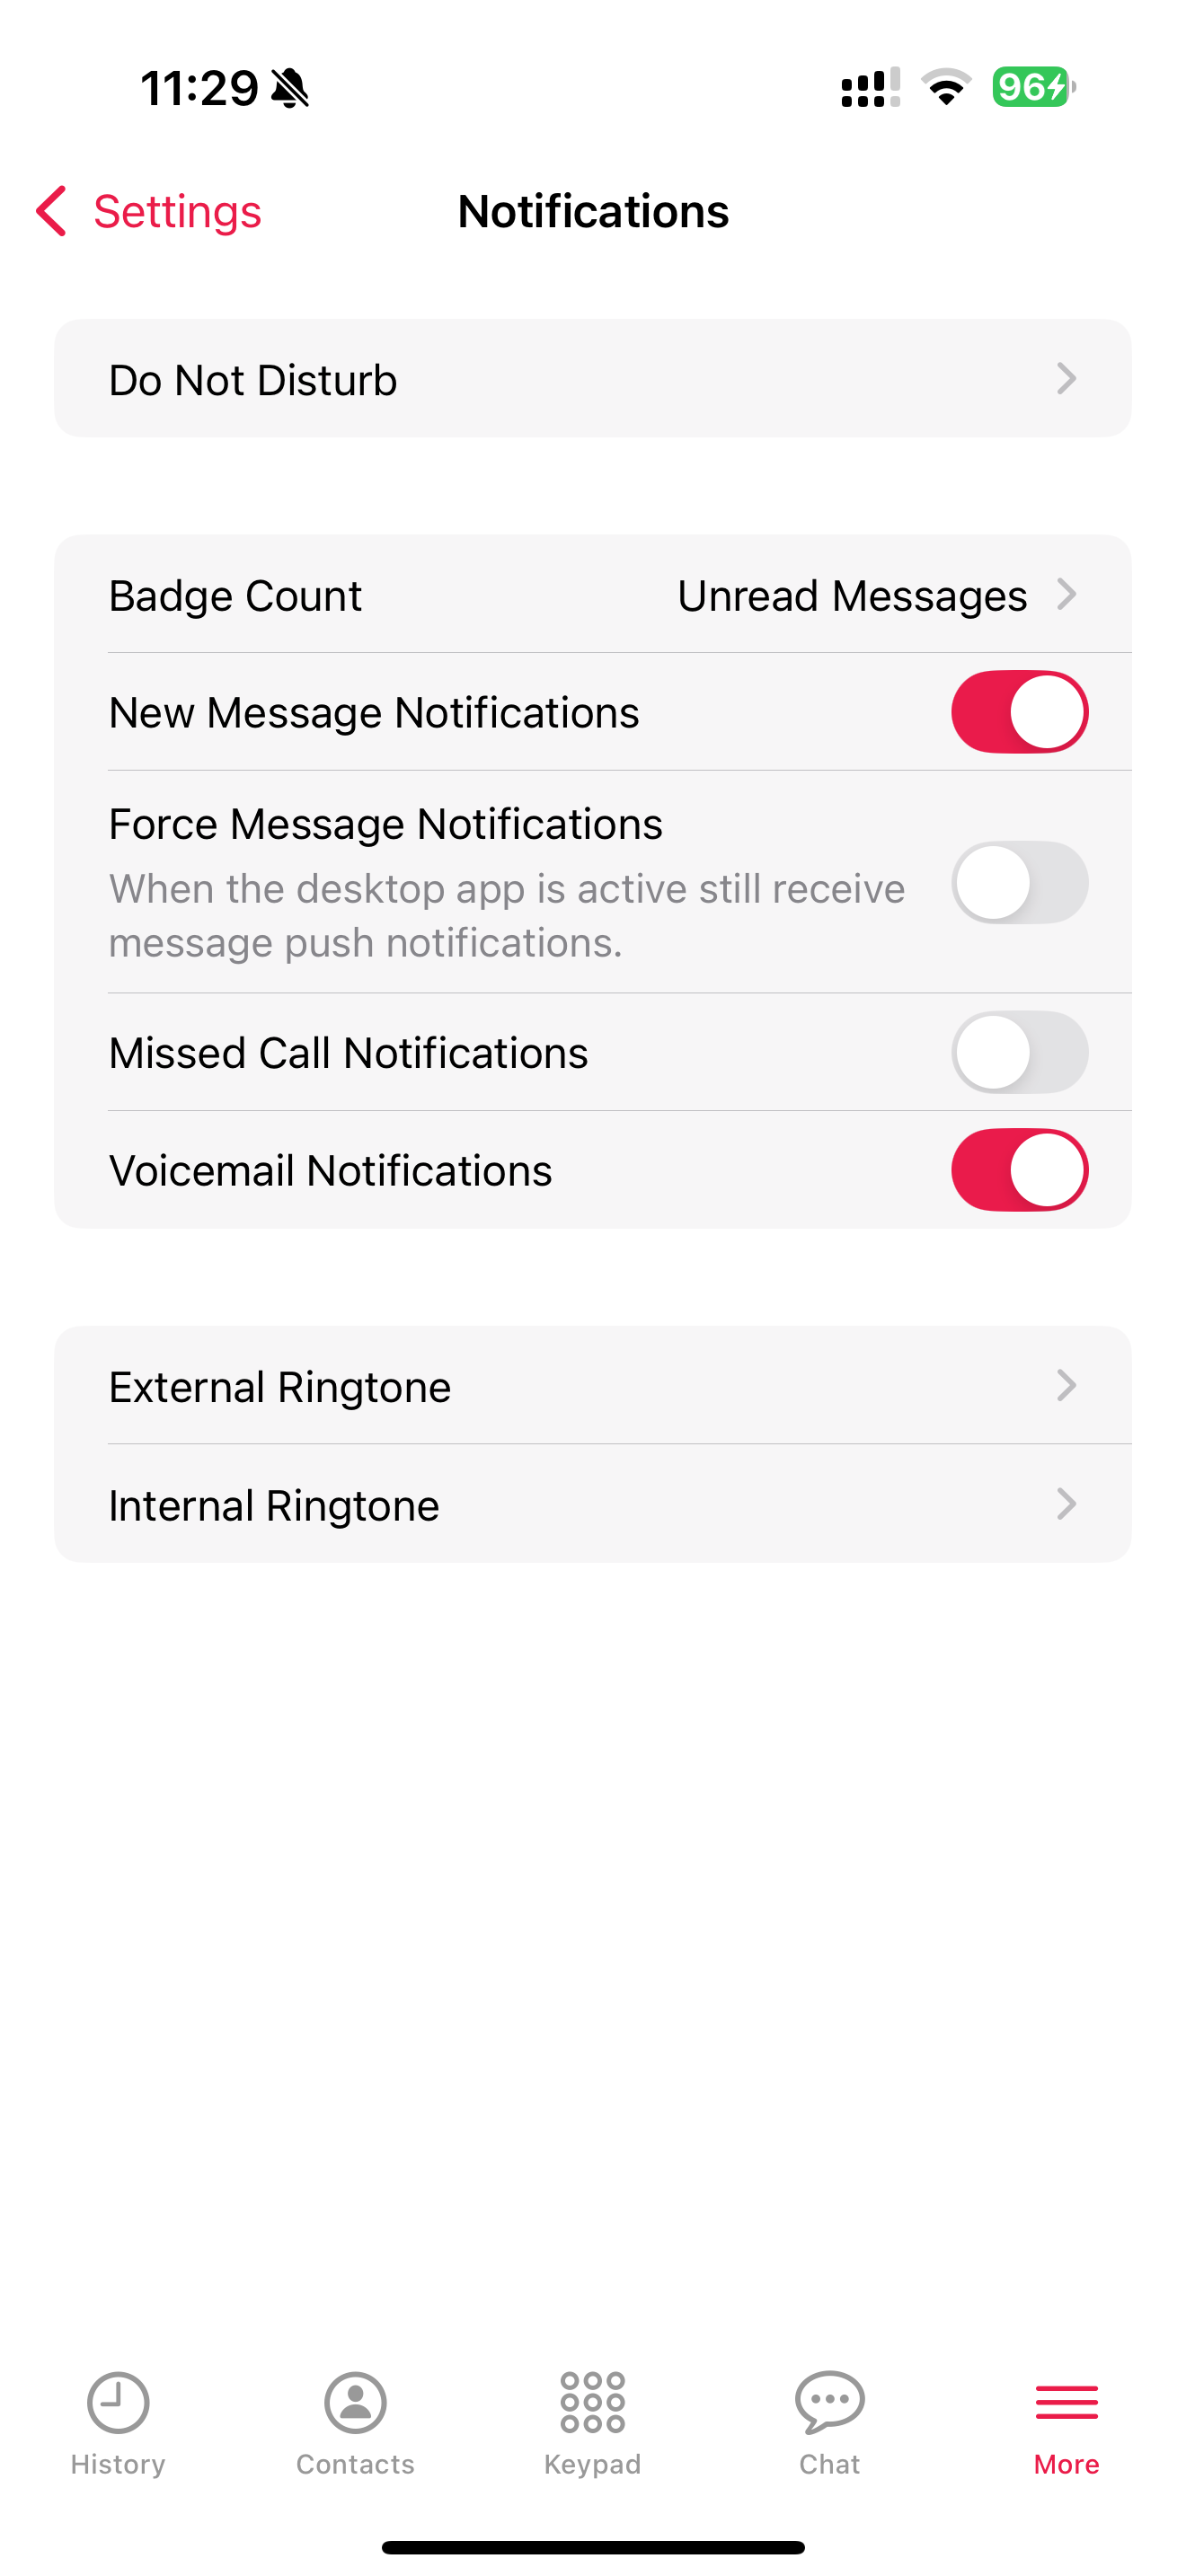 11:29
96
Settings
Notifications
Do Not Disturb
Badge Count Unread Messages
New Message Notifications
Force Message Notifications
When the desktop app is active still receive
message push notifications.
Missed Call Notifications
Voicemail Notifications
External Ringtone
Internal Ringtone
History Contacts Keypad Chat More